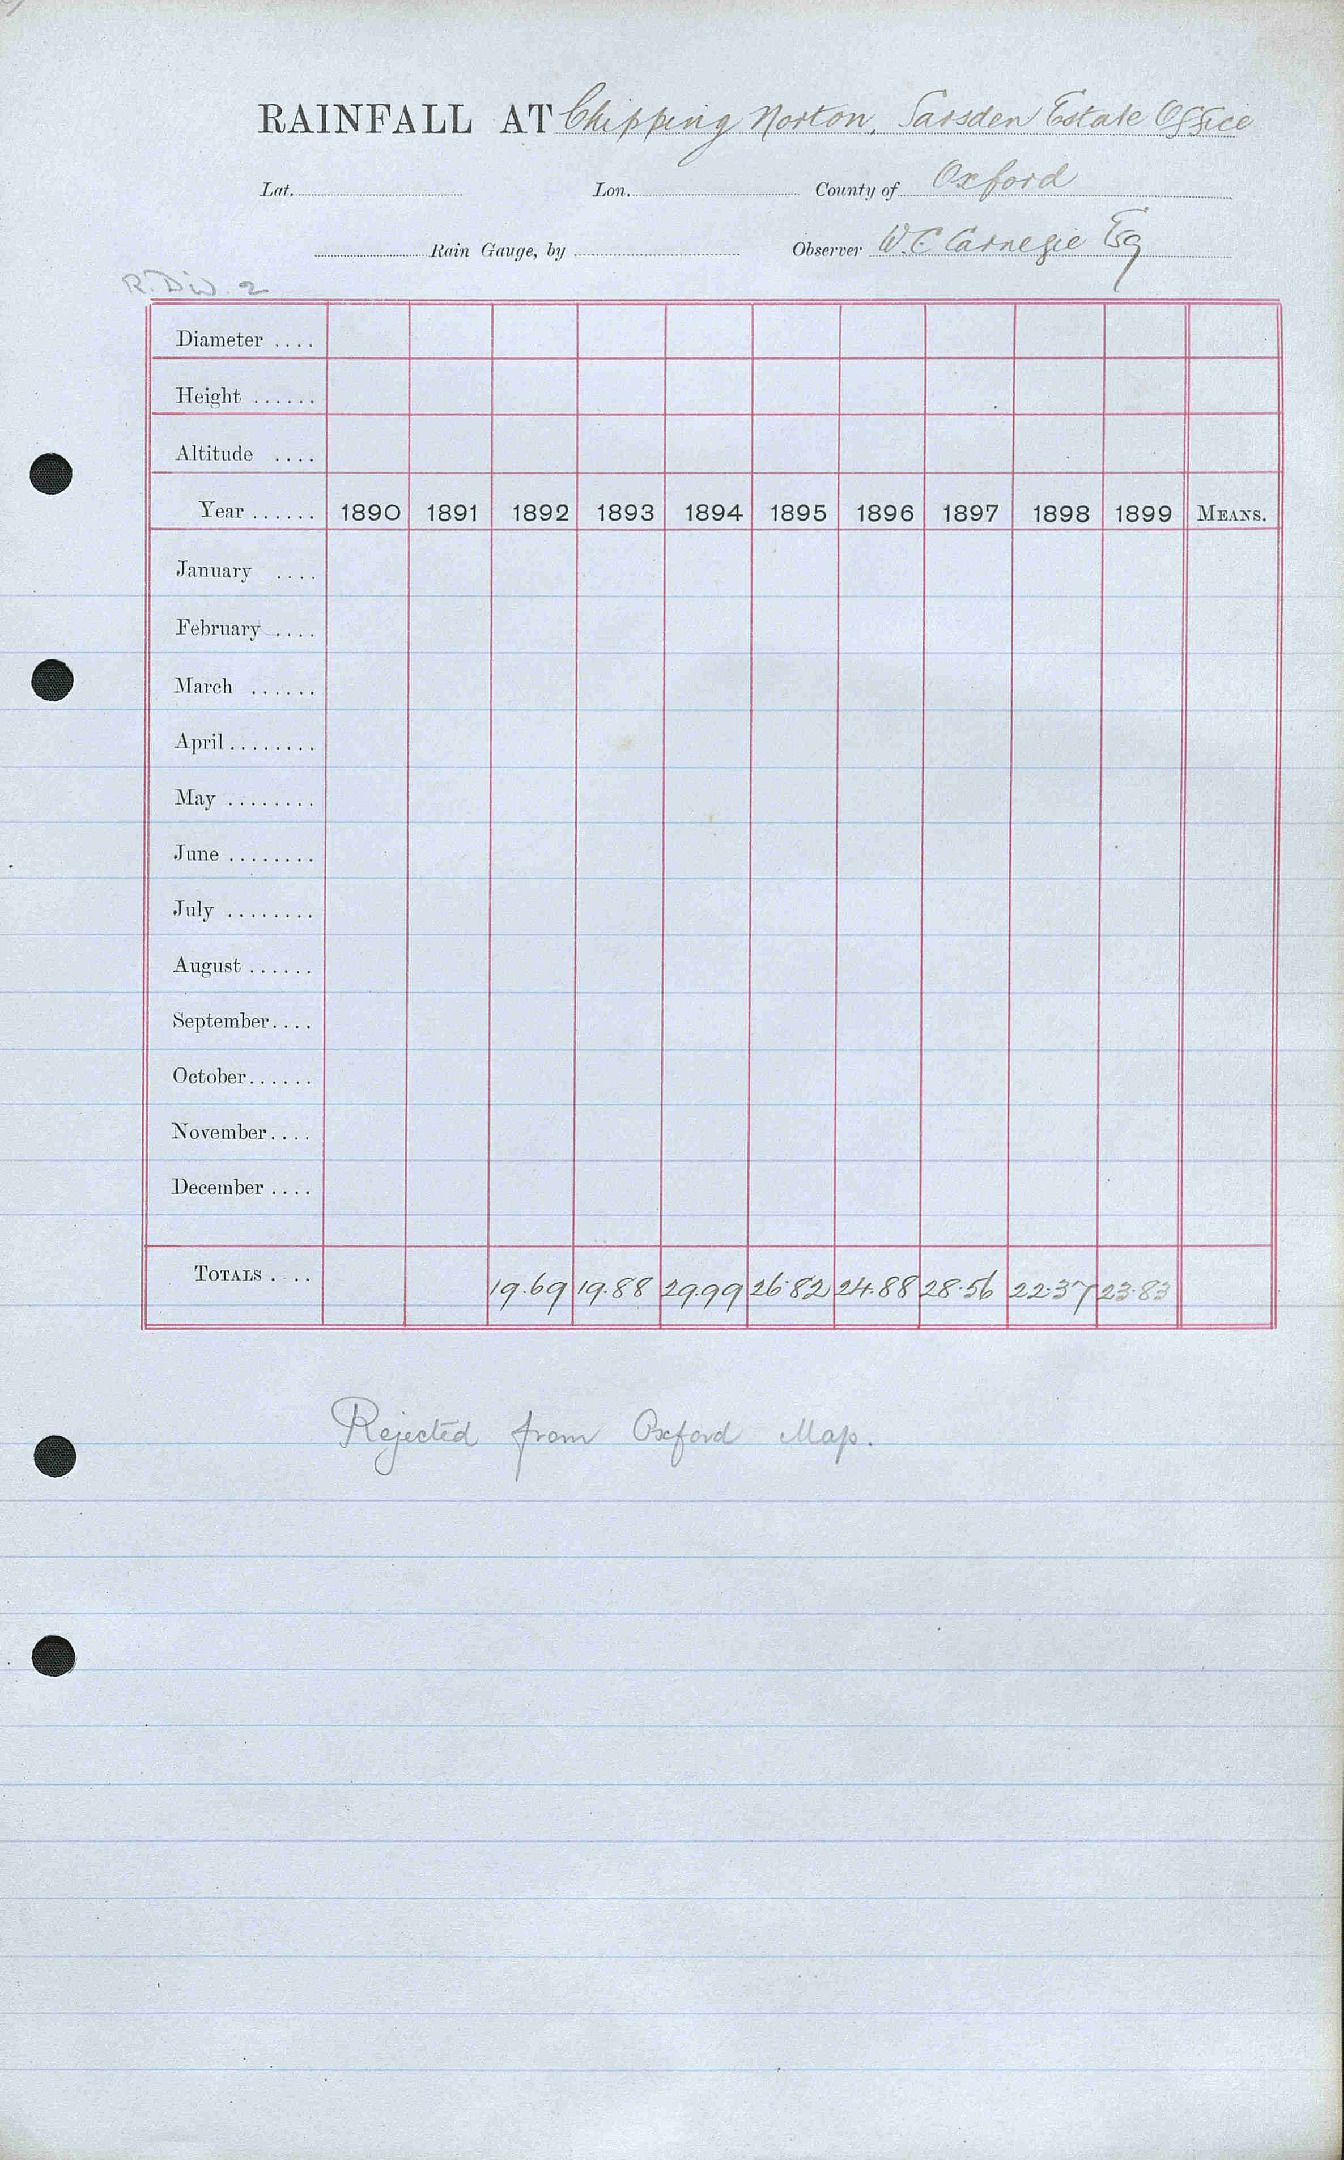 RAINFALL AT Chipping Norton, Sarsden Estate Office
Lat. Lon. County of Oxford
Rain Gauge, by Observer W.C Carnegie Esq
R. Div. 2
Diameter ....
Height ......
Altitude ....
Year ...... 1890 1891 1892 1893 1894 1895 1896 1897 1898 1899 MEANS.
January ....
February ....
March ......
April ........
May ........
June ........
July ........
August ......
September ....
October ......
November ....
December ....
TOTALS .... 19.69 19.88 29.99 26.82 24.88 28.56 22.37 23.83
Rejected from Oxford Map.